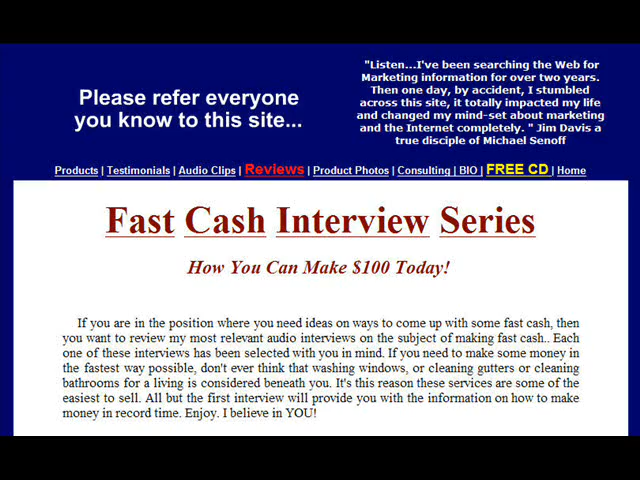 Please refer everyone
you know to this site...
"Listen...I've been searching the Web for
Marketing information for over two years.
Then one day, by accident, I stumbled
across this site, it totally impacted my life
and changed my mind-set about marketing
and the Internet completely. " Jim Davis a
true disciple of Michael Senoff
Products | Testimonials | Audio Clips | Reviews | Product Photos | Consulting | BIO | FREE CD | Home
Fast Cash Interview Series
How You Can Make $100 Today!
If you are in the position where you need ideas on ways to come up with some fast cash, then
you want to review my most relevant audio interviews on the subject of making fast cash.. Each
one of these interviews has been selected with you in mind. If you need to make some money in
the fastest way possible, don't ever think that washing windows, or cleaning gutters or cleaning
bathrooms for a living is considered beneath you. It's this reason these services are some of the
easiest to sell. All but the first interview will provide you with the information on how to make
money in record time. Enjoy. I believe in YOU!